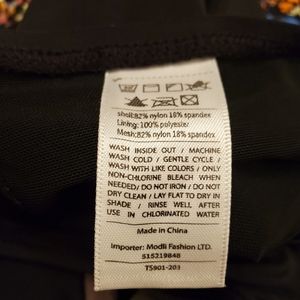 shell:82% nylon 18% spandex
Lining: 100% polyester
Mesh:82% nylon 18% spandex
WASH INSIDE OUT / MACHINE
WASH COLD / GENTLE CYCLE /
WASH WITH LIKE COLORS / ONLY
NON-CHLORINE BLEACH WHEN
NEEDED/ DO NOT IRON / DO NOT
DRY CLEAN / LAY FLAT TO DRY IN
SHADE / RINSE WELL AFTER
USE IN CHLORINATED WATER
Made in China
Importer: Modli Fashion LTD.
515219848
TS901-203